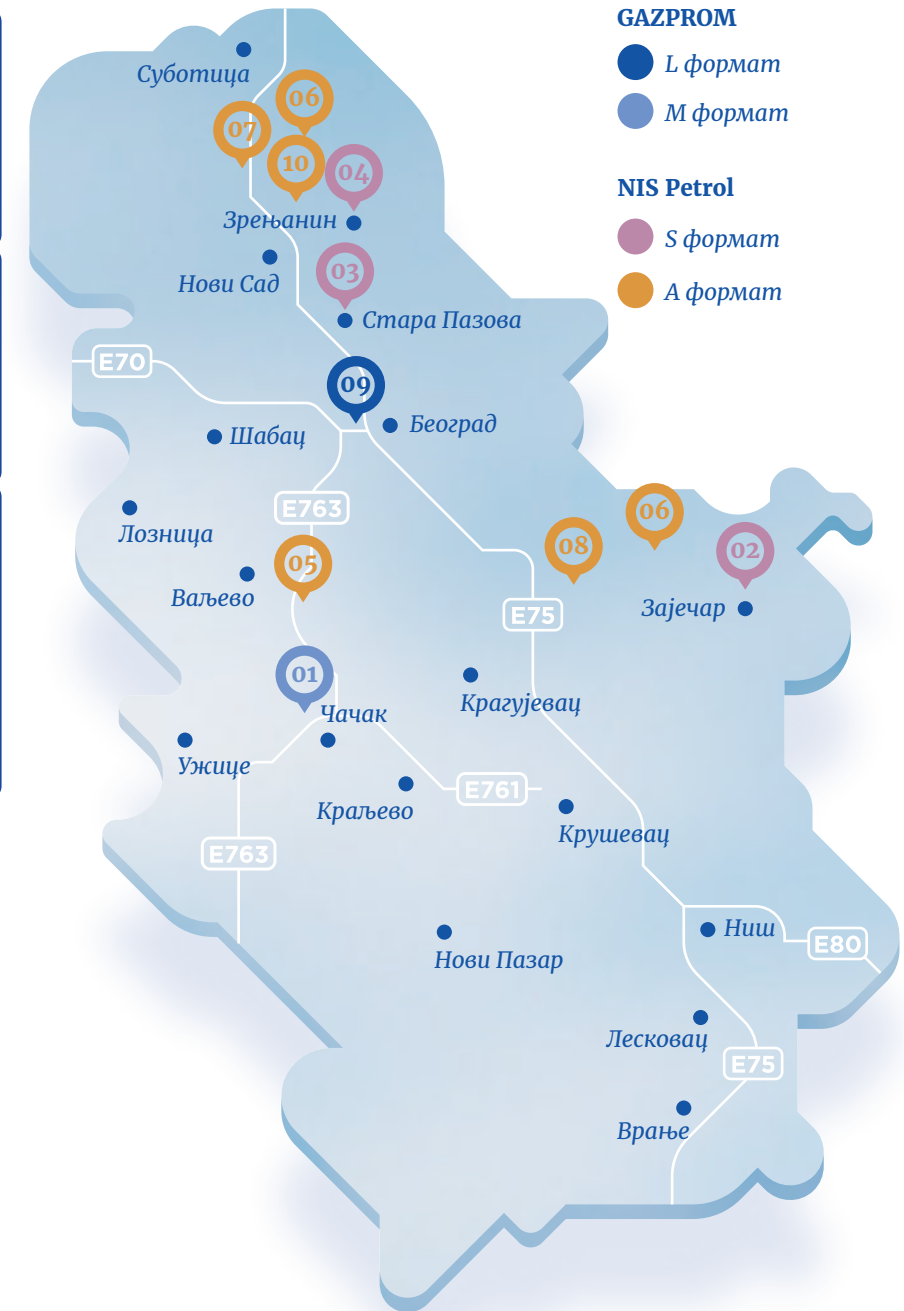 GAZPROM
L формат
M формат
NIS Petrol
S формат
A формат
Суботица
06
07
10
04
Зрењанин
Нови Сад
03
Стара Пазова
E70
09
Београд
Шабац
E763
Лозница
06
08
02
05
Ваљево
Зајечар
E75
01
Крагујевац
Чачак
Ужице
E761
Краљево
Крушевац
E763
Ниш
E80
Нови Пазар
Лесковац
E75
Врање